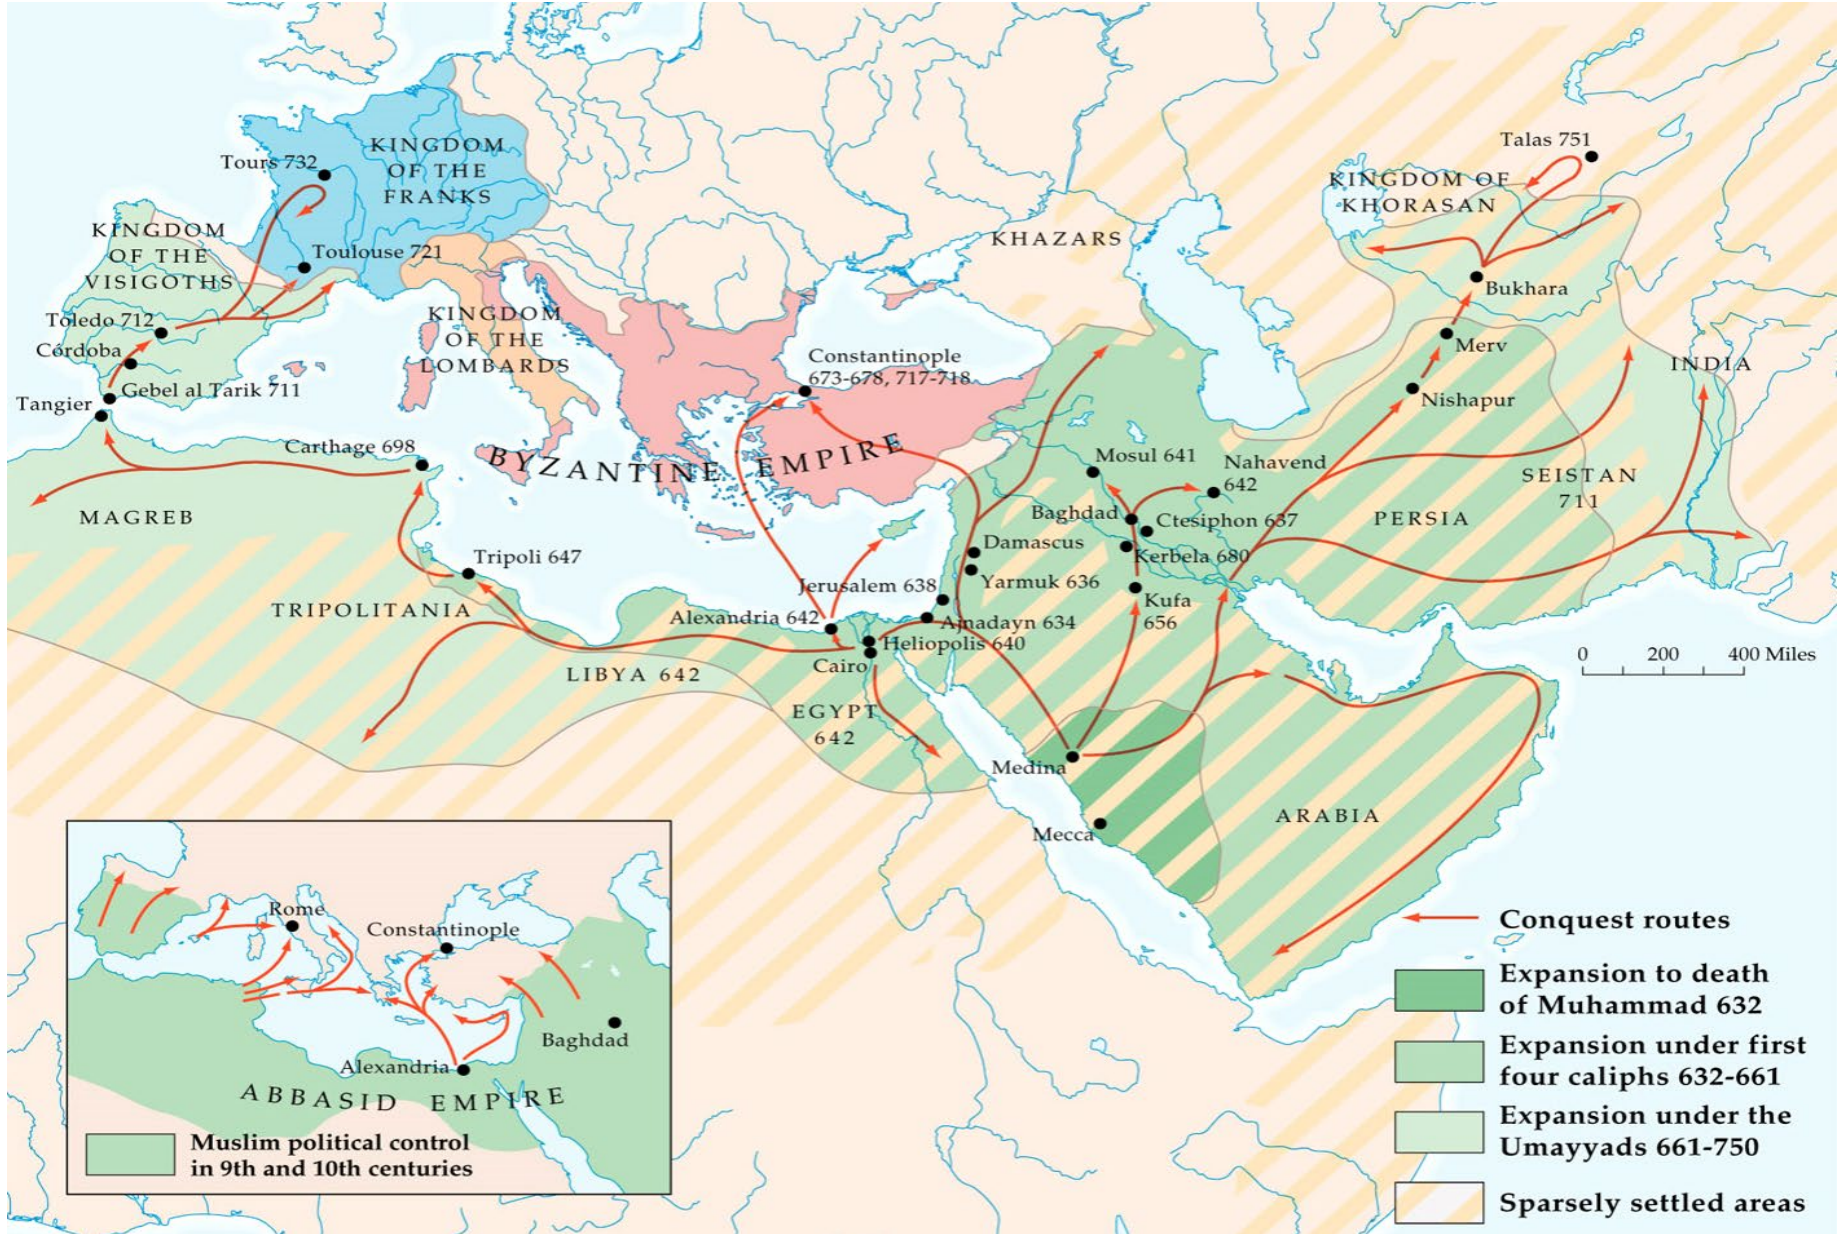 Talas 751
KINGDOM OF
KHORASAN
Tours 732
KINGDOM
OF THE
FRANKS
KINGDOM
OF THE
VISIGOTHS
Toulouse 721
KHAZARS
Bukhara
Toledo 712
KINGDOM
OF THE
LOMBARDS
Córdoba
Constantinople
673-678, 717-718
Merv
INDIA
Gebel al Tarik 711
Tangier
Nishapur
Carthage 698
BYZANTINE EMPIRE
Mosul 641
Nahavend
642
SEISTAN
711
MAGREB
Baghdad
Ctesiphon 637
PERSIA
Damascus
Kerbela 680
Tripoli 647
Jerusalem 638
Yarmuk 636
TRIPOLITANIA
Kufa
656
Alexandria 642
Ajnadayn 634
Heliopolis 640
Cairo
LIBYA 642
0 200 400 Miles
EGYPT
642
Medina
Mecca
ARABIA
Rome
Constantinople
Baghdad
Alexandria
ABBASID EMPIRE
Muslim political control
in 9th and 10th centuries
Conquest routes
Expansion to death
of Muhammad 632
Expansion under first
four caliphs 632-661
Expansion under the
Umayyads 661-750
Sparsely settled areas